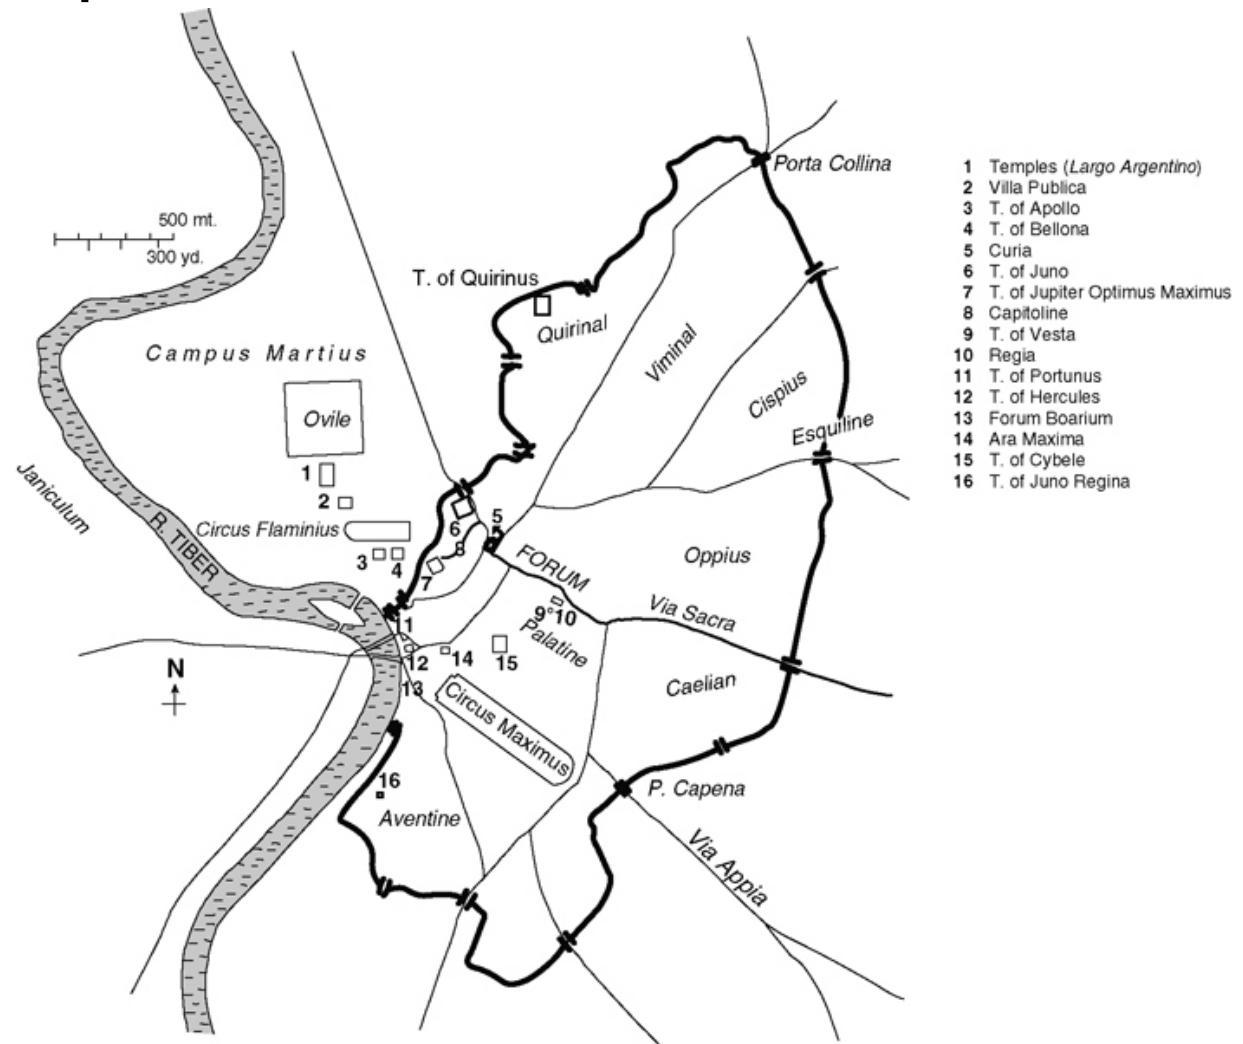 Porta Collina
500 mt.
300 yd.
T. of Quirinus
Quirinal
Viminal
Campus Martius
Cispius
Ovile
Esquiline
1
Janiculum
2
R. TIBER
Circus Flaminius
6
5
3
4
8
7
FORUM
Oppius
11
9
10
Via Sacra
Palatine
12
14
15
N
13
Circus Maximus
Caelian
16
Aventine
P. Capena
Via Appia
1 Temples (Largo Argentino)
2 Villa Publica
3 T. of Apollo
4 T. of Bellona
5 Curia
6 T. of Juno
7 T. of Jupiter Optimus Maximus
8 Capitoline
9 T. of Vesta
10 Regia
11 T. of Portunus
12 T. of Hercules
13 Forum Boarium
14 Ara Maxima
15 T. of Cybele
16 T. of Juno Regina